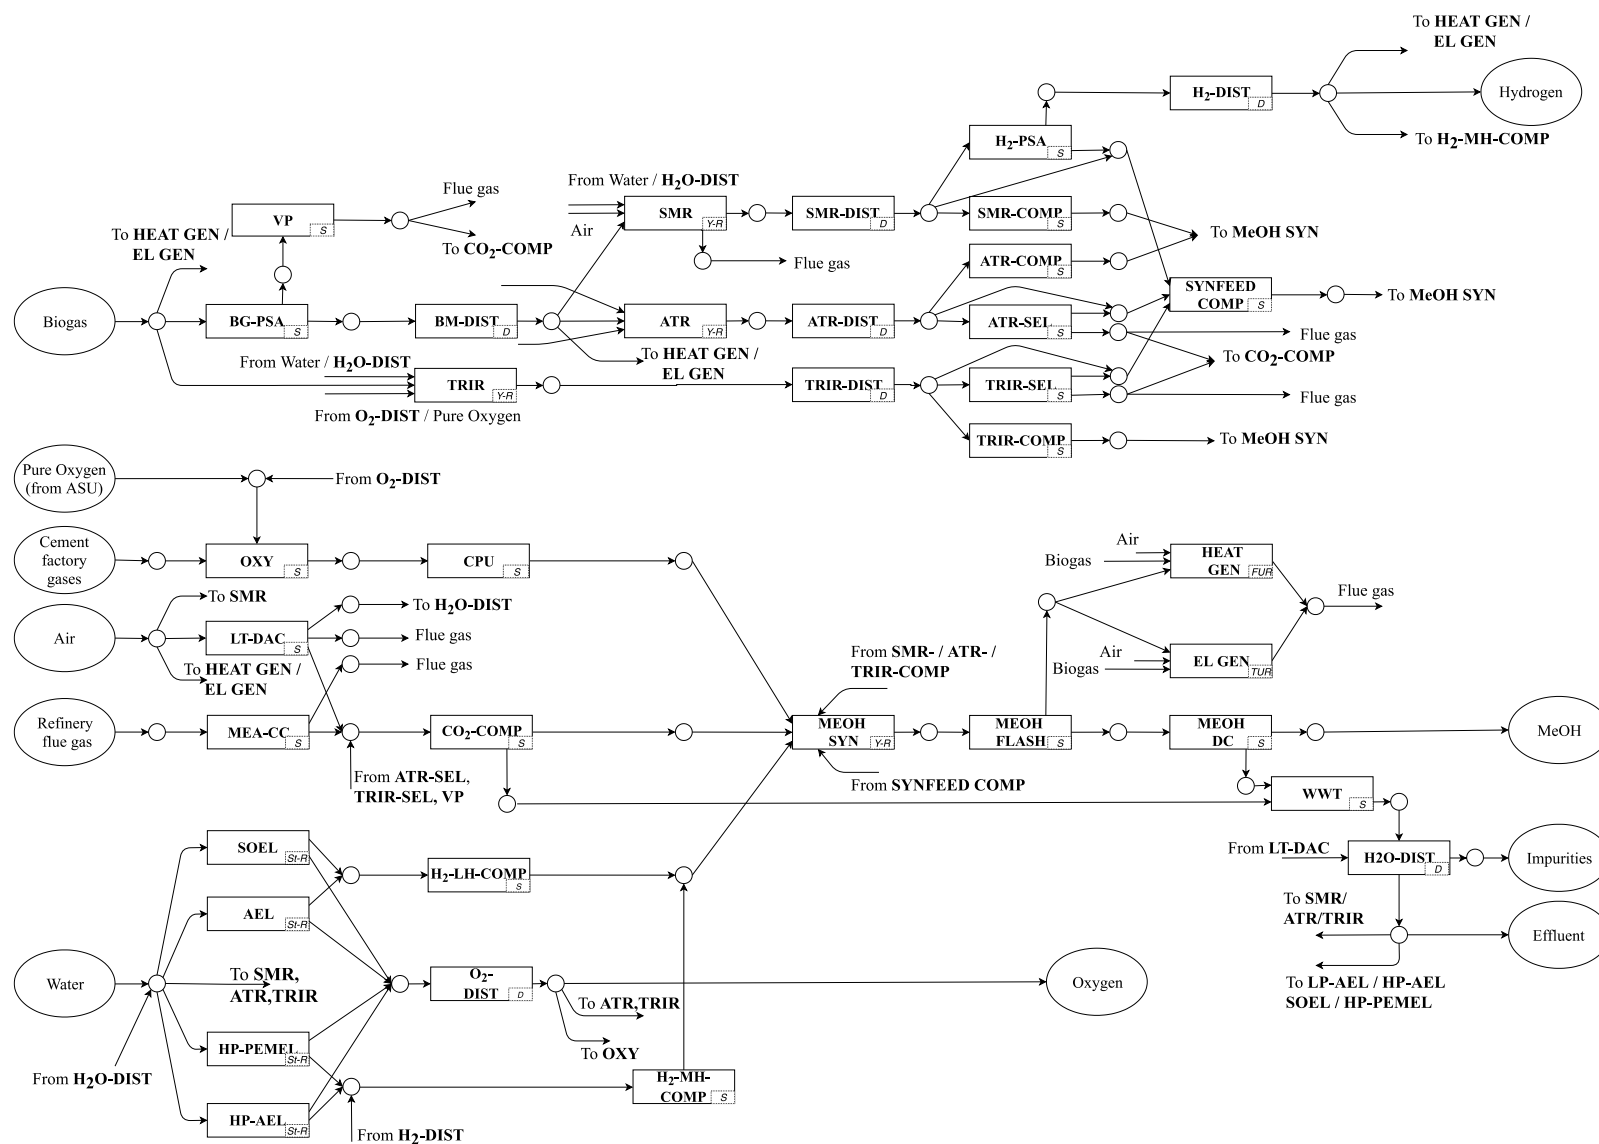 To HEAT GEN /
EL GEN
H2-DIST
D
Hydrogen
To H2-MH-COMP
H2-PSA
S
From Water / H2O-DIST
Air
SMR
Y-R
Flue gas
SMR-DIST
D
SMR-COMP
S
To MeOH SYN
ATR-COMP
S
VP
S
Flue gas
To CO2-COMP
To HEAT GEN /
EL GEN
Biogas
BG-PSA
S
BM-DIST
D
ATR
Y-R
ATR-DIST
D
ATR-SEL
S
SYNFEED
COMP
S
To MeOH SYN
Flue gas
To CO2-COMP
To HEAT GEN /
EL GEN
From Water / H2O-DIST
TRIR
Y-R
From O2-DIST / Pure Oxygen
TRIR-DIST
D
TRIR-SEL
S
Flue gas
TRIR-COMP
S
To MeOH SYN
Pure Oxygen
(from ASU)
From O2-DIST
Cement
factory
gases
OXY
S
CPU
S
Air
Biogas
HEAT
GEN
FUR
Flue gas
Air
To SMR
To H2O-DIST
LT-DAC
S
Flue gas
Flue gas
To HEAT GEN /
EL GEN
From SMR- / ATR- /
TRIR-COMP
Air
Biogas
EL GEN
TUR
Refinery
flue gas
MEA-CC
S
CO2-COMP
S
MEOH
SYN
Y-R
MEOH
FLASH
S
MEOH
DC
S
MeOH
From ATR-SEL,
TRIR-SEL, VP
From SYNFEED COMP
WWT
S
SOEL
St-R
H2-LH-COMP
S
From LT-DAC
H2O-DIST
D
Impurities
AEL
St-R
To SMR/
ATR/TRIR
Effluent
Water
To SMR,
ATR,TRIR
O2-
DIST
D
To ATR,TRIR
Oxygen
To LP-AEL / HP-AEL
SOEL / HP-PEMEL
HP-PEMEL
St-R
To OXY
From H2O-DIST
H2-MH-
COMP
S
HP-AEL
St-R
From H2-DIST